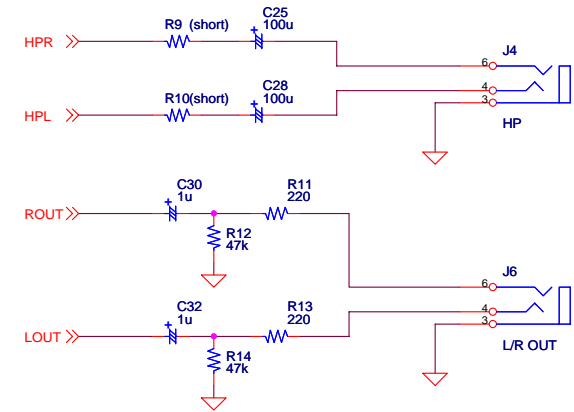 HPR
R9 (short)
C25
100u
+
6
J4
HPL
R10(short)
C28
100u
+
4
3
HP
ROUT
C30
1u
+
R12
47k
R11
220
6
J6
LOUT
C32
1u
+
R14
47k
R13
220
4
3
L/R OUT